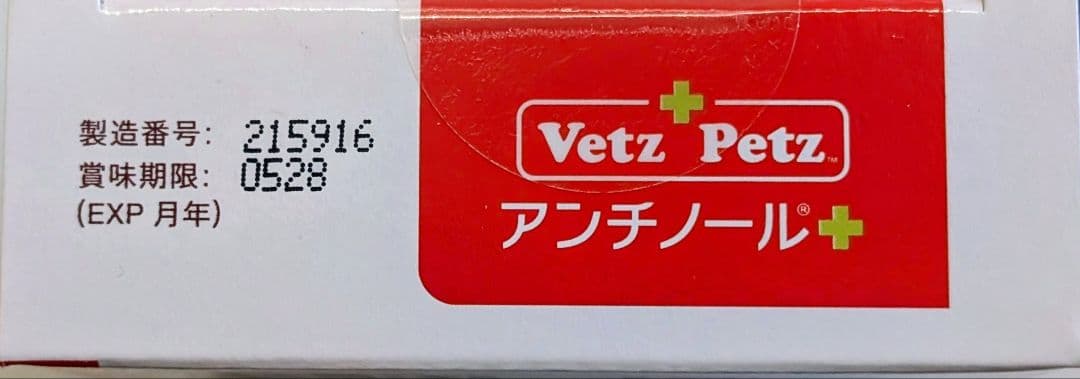 製造番号: 215916
賞味期限: 0528
(EXP 月年)
Vetz Petz™
アンチノール®+